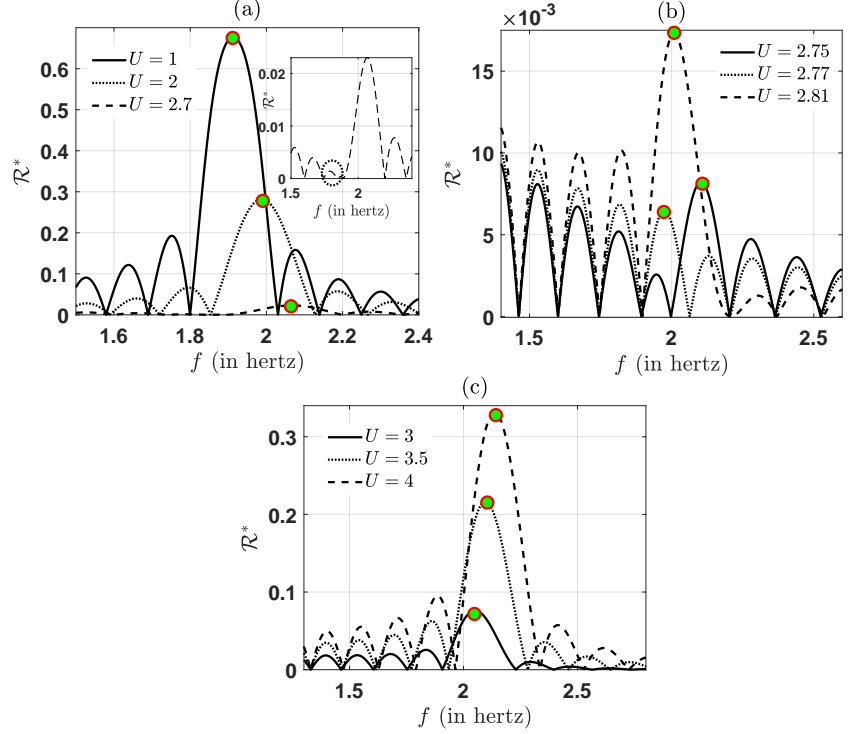 (a)
U = 1
U = 2
U = 2.7
0.6
0.5
0.4
0.3
0.2
0.1
0
R*
1.6
1.8
2
2.2
2.4
f (in hertz)
0.02
0.01
0
R*
1.5
2
f (in hertz)
(b)
×10⁻³
U = 2.75
U = 2.77
U = 2.81
15
10
5
0
R*
1.5
2
2.5
f (in hertz)
(c)
U = 3
U = 3.5
U = 4
0.3
0.2
0.1
0
R*
1.5
2
2.5
f (in hertz)